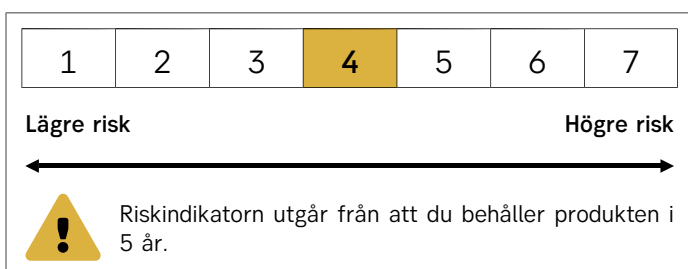 1 2 3 4 5 6 7
Lägre risk Högre risk
Riskindikatorn utgår från att du behåller produkten i
5 år.